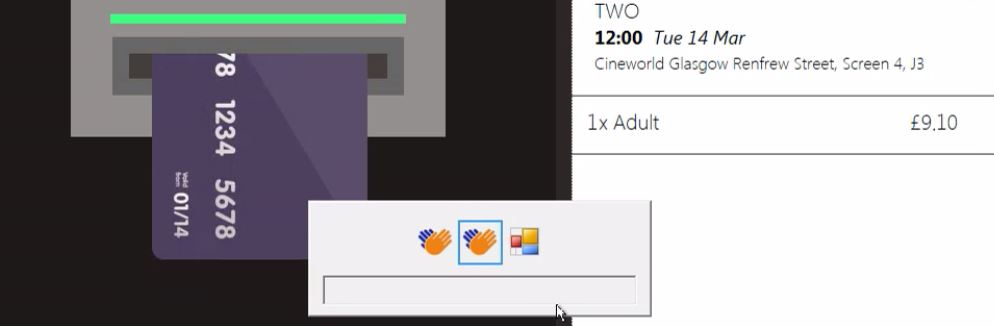 78 1234 5678
Valid
from 01/14
TWO
12:00 Tue 14 Mar
Cineworld Glasgow Renfrew Street, Screen 4, J3
1x Adult £9.10